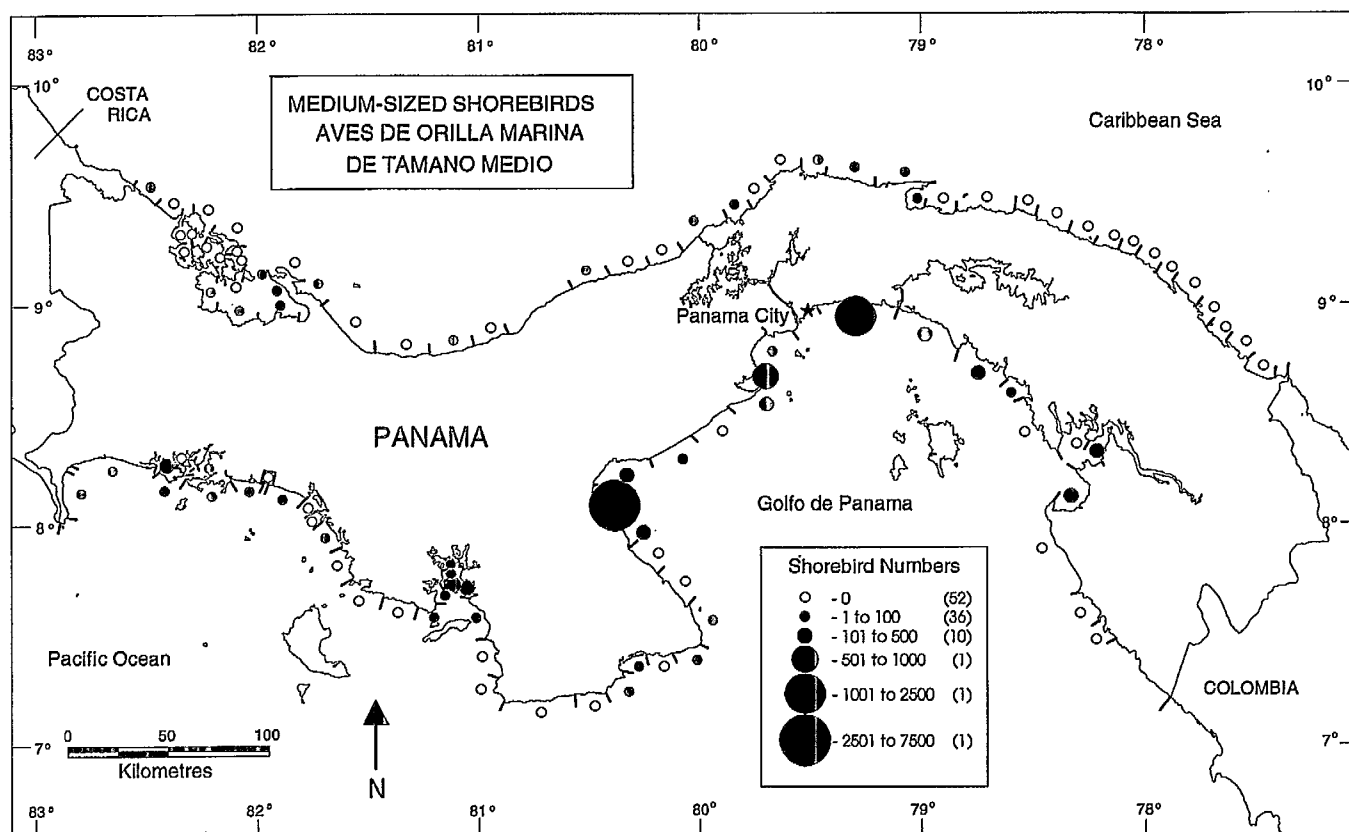 83° 82° 81° 80° 79° 78°
10° 10°
COSTA
RICA
MEDIUM-SIZED SHOREBIRDS
AVES DE ORILLA MARINA
DE TAMANO MEDIO
Caribbean Sea
9° 9°
Panama City
PANAMA
Golfo de Panama
8° 8°
Shorebird Numbers
- 0 (52)
- 1 to 100 (36)
- 101 to 500 (10)
- 501 to 1000 (1)
- 1001 to 2500 (1)
- 2501 to 7500 (1)
Pacific Ocean
COLOMBIA
0 50 100
Kilometres
N
7° 7°
83° 82° 81° 80° 79° 78°